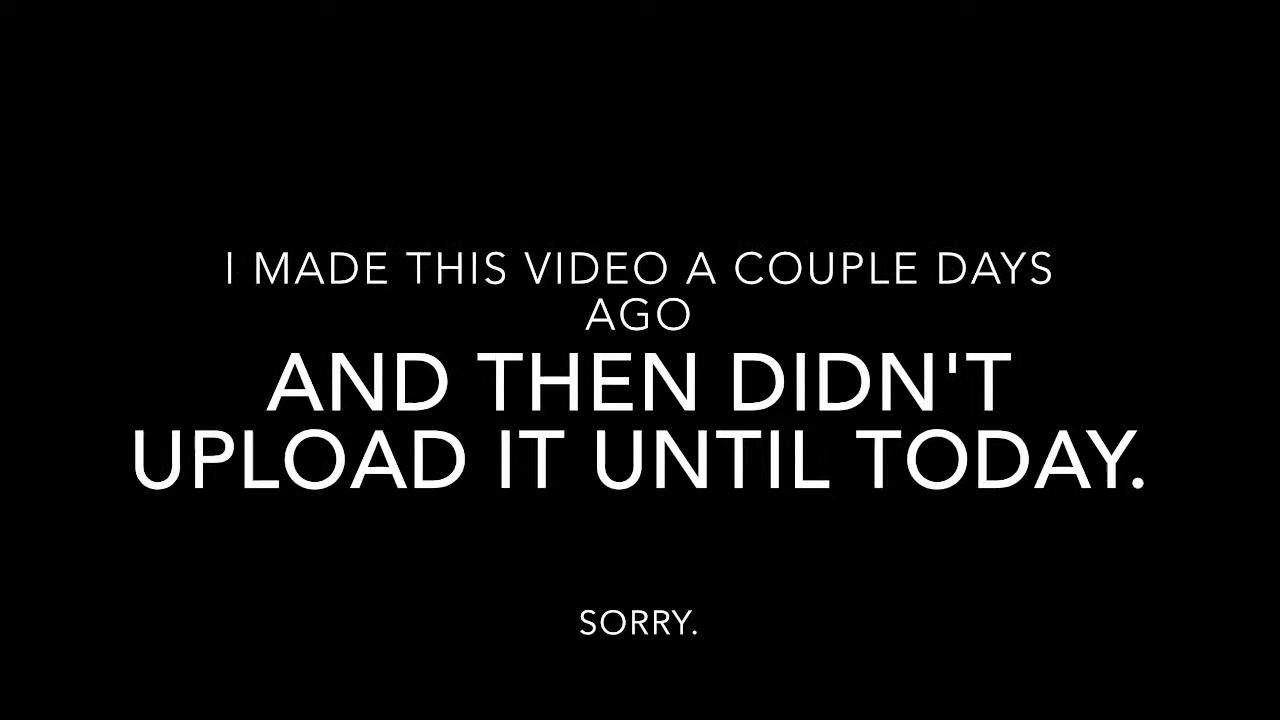 I MADE THIS VIDEO A COUPLE DAYS
AGO
AND THEN DIDN'T
UPLOAD IT UNTIL TODAY.
SORRY.